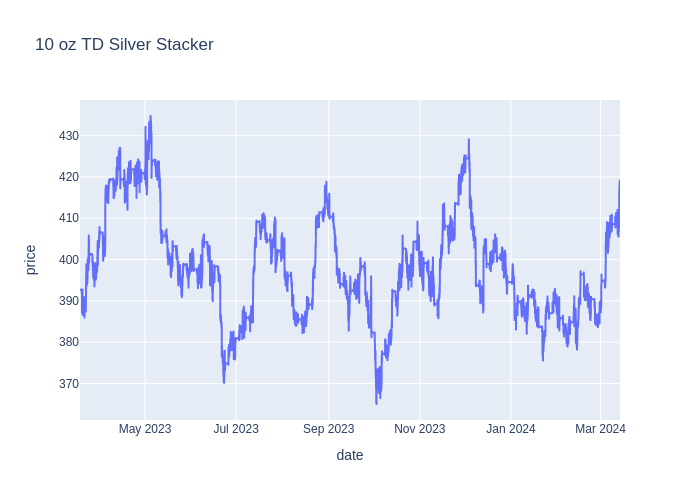 10 oz TD Silver Stacker
430
420
410
400
390
380
370
price
May 2023
Jul 2023
Sep 2023
Nov 2023
Jan 2024
Mar 2024
date